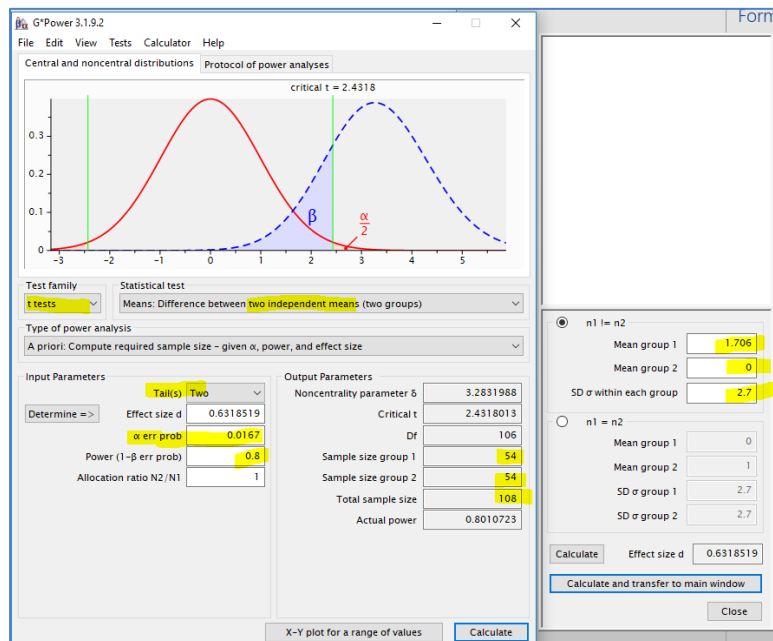 G*Power 3.1.9.2
Form
File Edit View Tests Calculator Help
Central and noncentral distributions Protocol of power analyses
critical t = 2.4318
0.3
0.2
0.1
0
β
α
2
-3 -2 -1 0 1 2 3 4 5
Test family Statistical test
t tests Means: Difference between two independent means (two groups)
Type of power analysis
A priori: Compute required sample size – given α, power, and effect size
Input Parameters
Tail(s) Two
Determine => Effect size d 0.6318519
α err prob 0.0167
Power (1-β err prob) 0.8
Allocation ratio N2/N1 1
Output Parameters
Noncentrality parameter δ 3.2831988
Critical t 2.4318013
Df 106
Sample size group 1 54
Sample size group 2 54
Total sample size 108
Actual power 0.8010723
X-Y plot for a range of values Calculate
n1 != n2
Mean group 1 1.706
Mean group 2 0
SD σ within each group 2.7
n1 = n2
Mean group 1 0
Mean group 2 1
SD σ group 1 2.7
SD σ group 2 2.7
Calculate Effect size d 0.6318519
Calculate and transfer to main window
Close